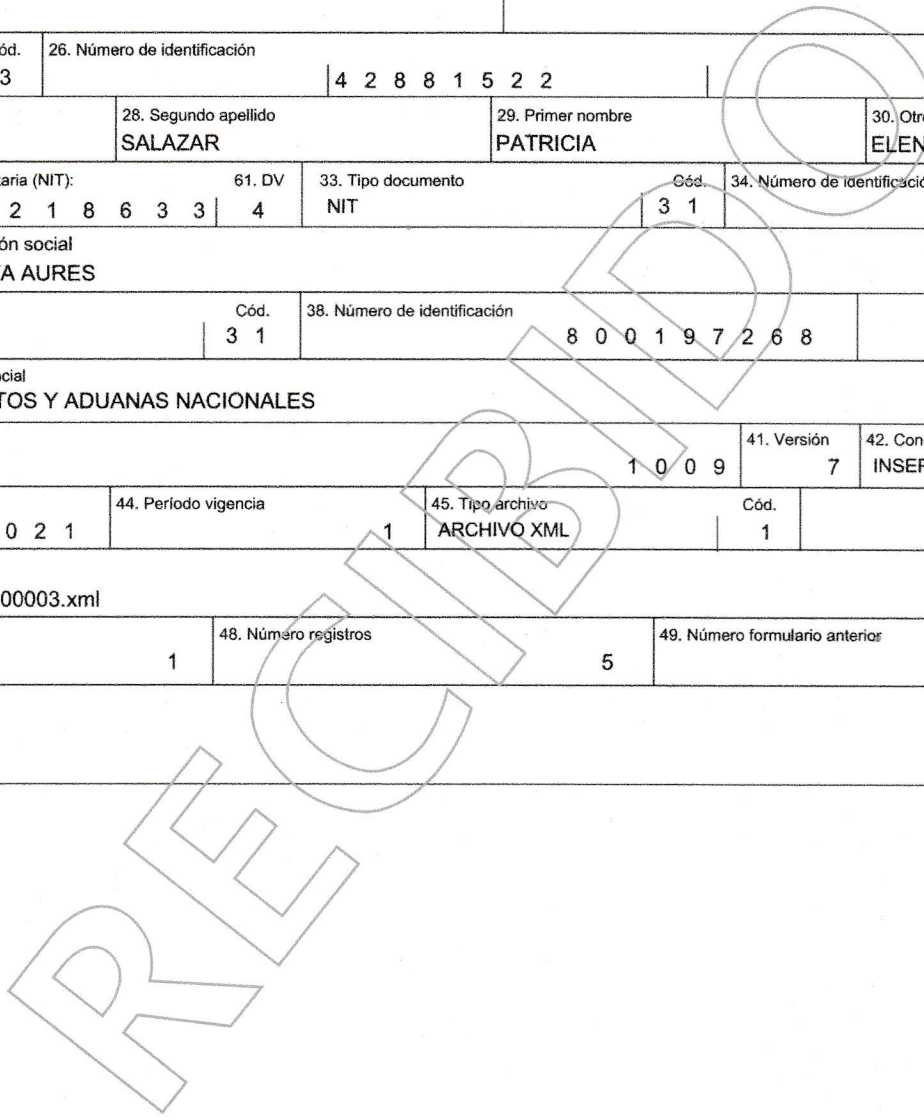 ód. 26. Número de identificación
3 4 2 8 8 1 5 2 2
28. Segundo apellido 29. Primer nombre 30. Otr
SALAZAR PATRICIA ELEN
taria (NIT): 61. DV 33. Tipo documento Cód. 34. Número de identificació
2 1 8 6 3 3 4 NIT 3 1
ón social
A AURES
Cód. 38. Número de identificación
3 1 8 0 0 1 9 7 2 6 8
cial
TOS Y ADUANAS NACIONALES
41. Versión 42. Con
1 0 0 9 7 INSER
44. Período vigencia 45. Tipo archivo Cód.
0 2 1 1 ARCHIVO XML 1
00003.xml
48. Número registros 49. Número formulario anterior
1 5
RECIBIDO